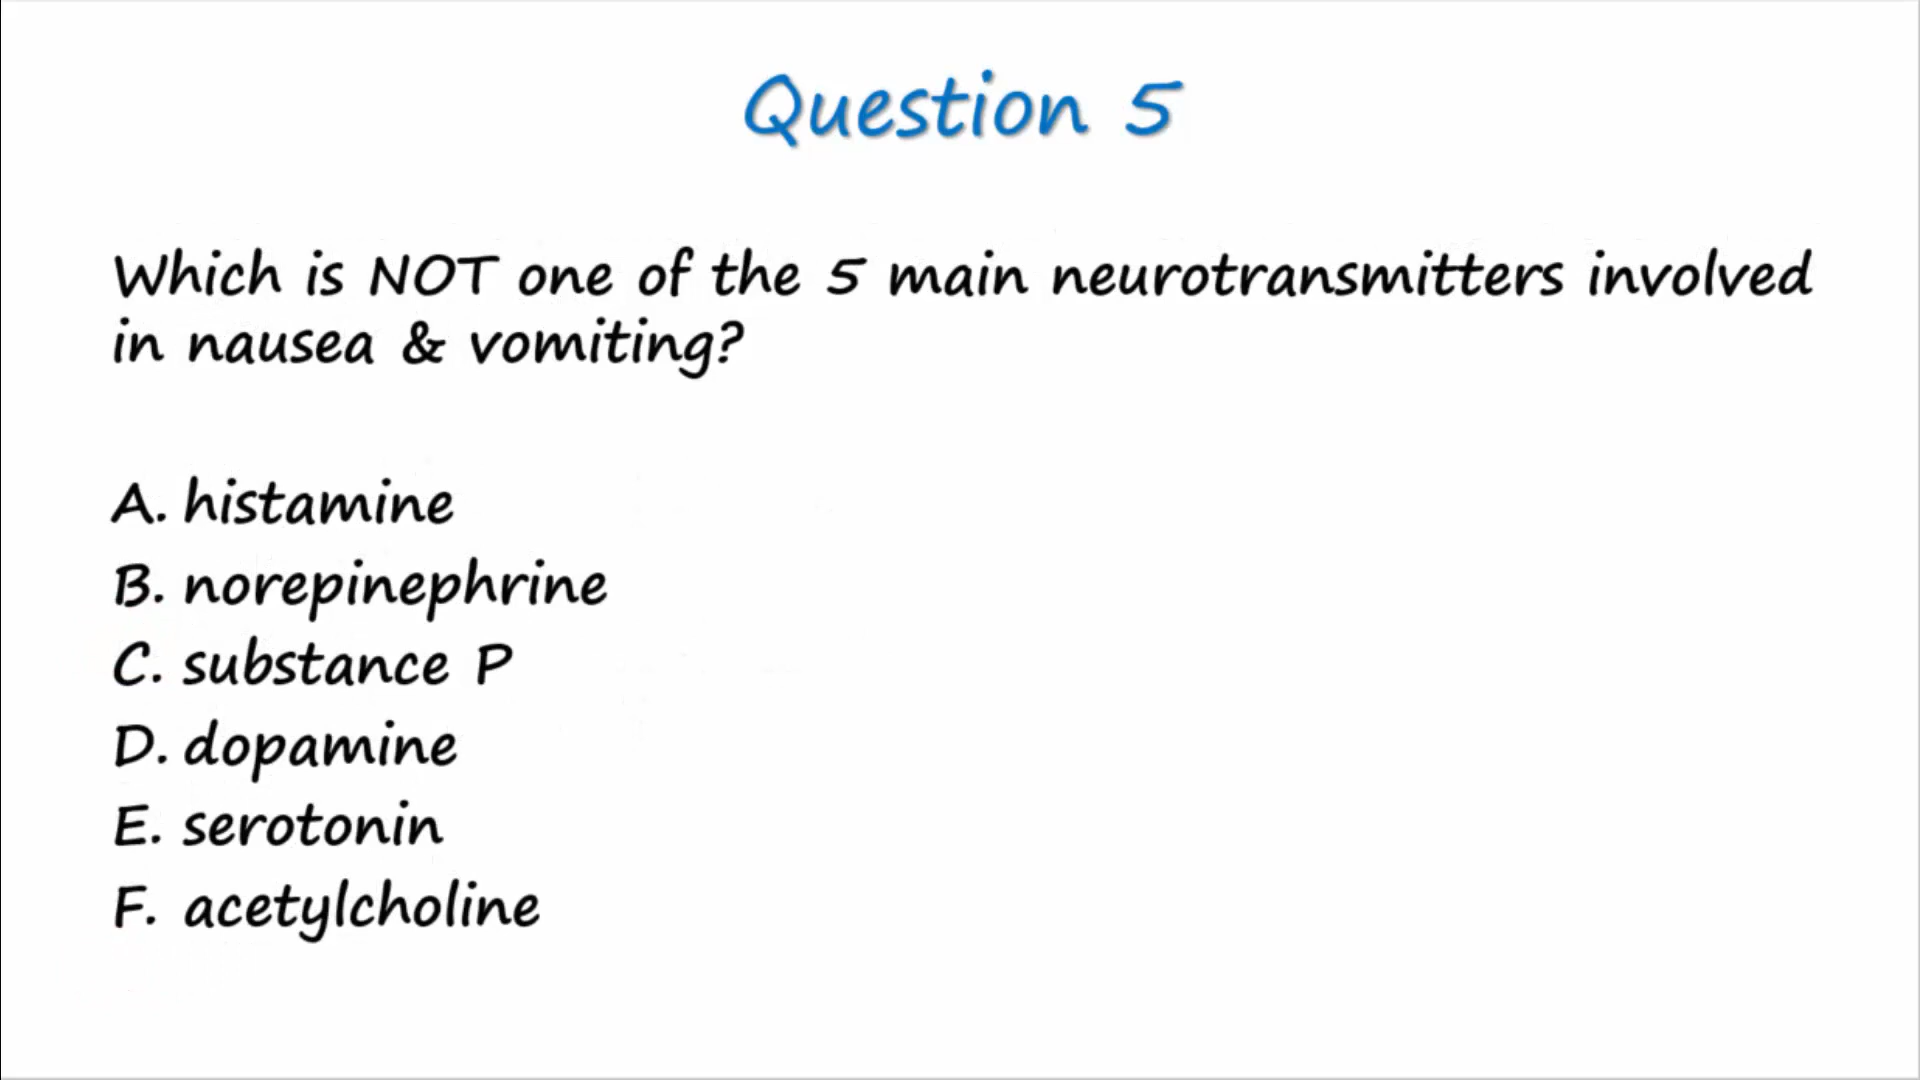 Question 5
Which is NOT one of the 5 main neurotransmitters involved
in nausea & vomiting?
A. histamine
B. norepinephrine
C. substance P
D. dopamine
E. serotonin
F. acetylcholine